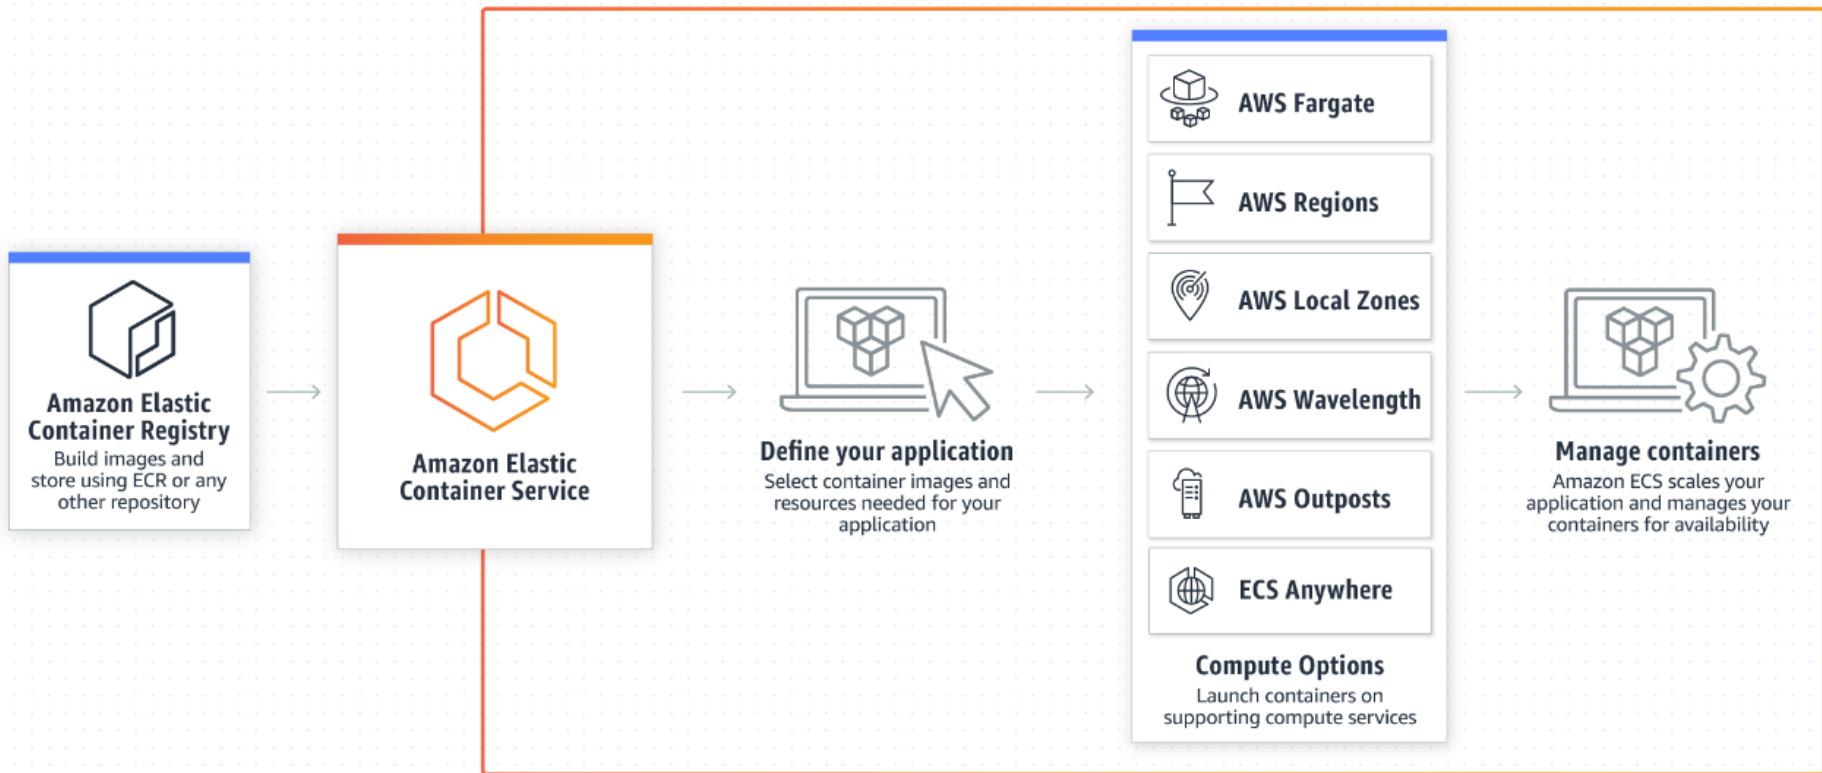 Amazon Elastic
Container Registry
Build images and
store using ECR or any
other repository
Amazon Elastic
Container Service
Define your application
Select container images and
resources needed for your
application
AWS Fargate
AWS Regions
AWS Local Zones
AWS Wavelength
AWS Outposts
ECS Anywhere
Compute Options
Launch containers on
supporting compute services
Manage containers
Amazon ECS scales your
application and manages your
containers for availability